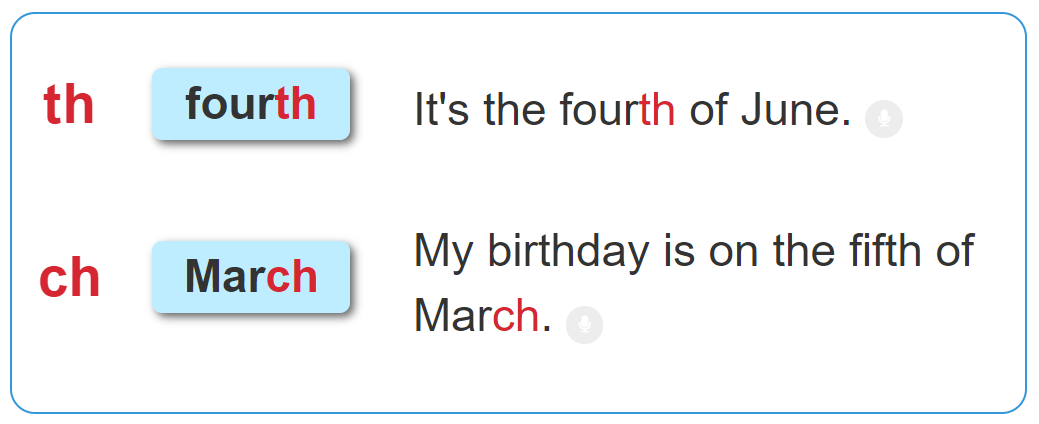 th fourth It's the fourth of June.
ch March My birthday is on the fifth of
March.